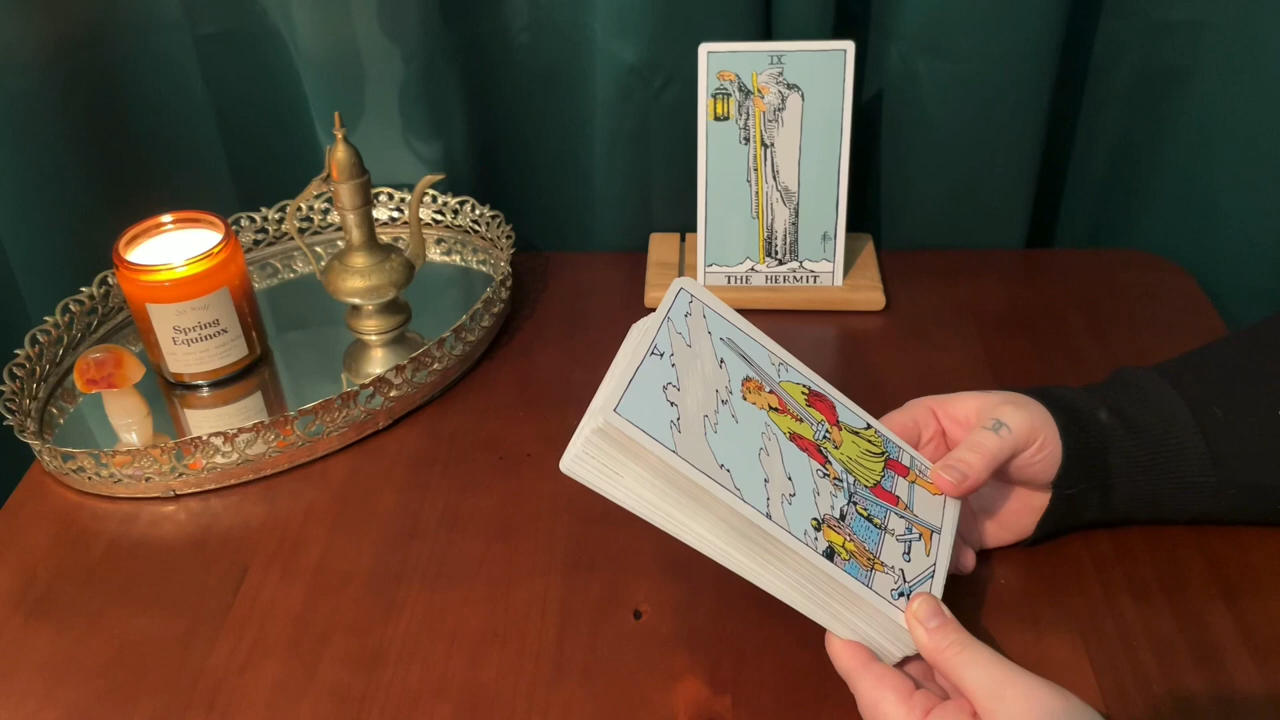 IX
THE HERMIT.
V
Spring
Equinox